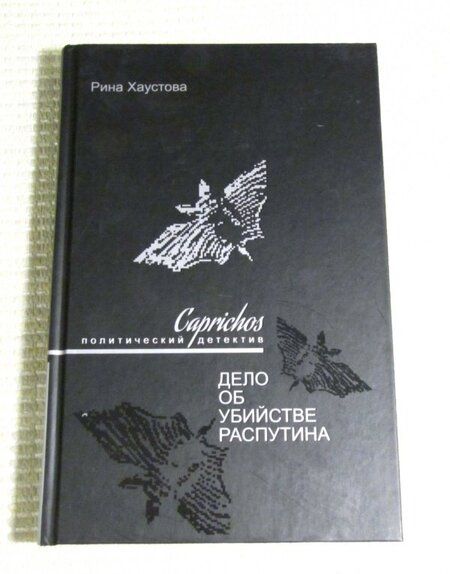 Рина Хаустова
Caprichos
политический детектив
ДЕЛО
ОБ
УБИЙСТВЕ
РАСПУТИНА